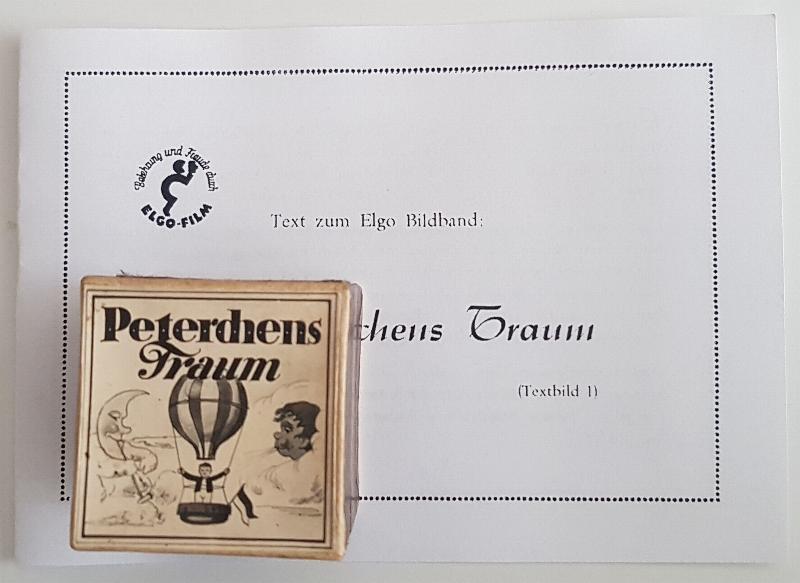 Belehrung und Freude durch
ELGO-FILM
Text zum Elgo Bildband:
chens Traum
(Textbild 1)
Peterchens
Traum